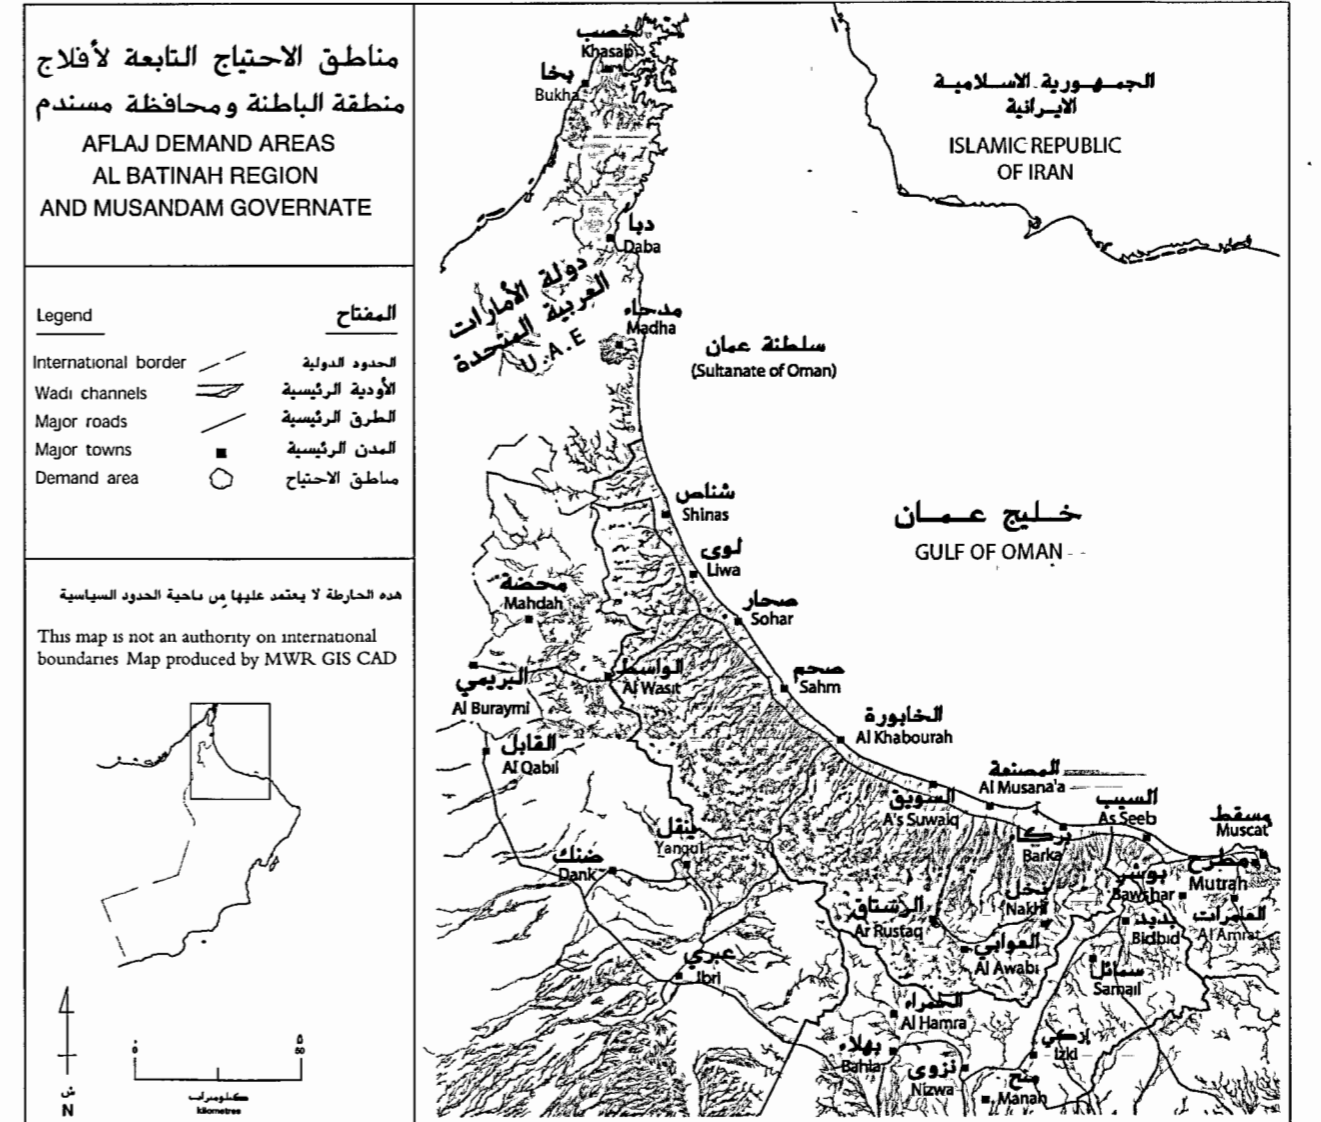 مناطق الاحتياج التابعة لأفلاج
منطقة الباطنة ومحافظة مسندم
AFLAJ DEMAND AREAS
AL BATINAH REGION
AND MUSANDAM GOVERNATE
Legend
المفتاح
International border
الحدود الدولية
Wadi channels
الأودية الرئيسية
Major roads
الطرق الرئيسية
Major towns
المدن الرئيسية
Demand area
مناطق الاحتياج
هذه الخارطة لا يعتمد عليها من ناحية الحدود السياسية
This map is not an authority on international
boundaries Map produced by MWR GIS CAD
0
50
كيلومترات
kilometres
ش
N
خصب
Khasab
بخا
Bukha
الجمهورية الاسلامية
الايرانية
ISLAMIC REPUBLIC
OF IRAN
دبا
Daba
دولة الأمارات
العربية المتحدة
U.A.E
مدحاء
Madha
سلطنة عمان
(Sultanate of Oman)
شناص
Shinas
خليج عمان
GULF OF OMAN
لوى
Liwa
محضة
Mahdah
صحار
Sohar
الواسط
Al Wasit
البريمي
Al Buraymi
صحم
Sahm
الخابورة
Al Khabourah
القابل
Al Qabil
المصنعة
Al Musana'a
السويق
A's Suwaiq
السيب
As Seeb
مسقط
Muscat
بركاء
Barka
ينقل
Yanqul
ضنك
Dank
مطرح
Mutrah
بوشر
Bawshar
نخل
Nakhl
الرستاق
Ar Rustaq
العامرات
Al Amrat
بدبد
Bidbid
العوابي
Al Awabi
سمائل
Samail
عبري
Ibri
الحمراء
Al Hamra
إزكي
Izki
بهلاء
Bahla
نزوى
Nizwa
منح
Manah